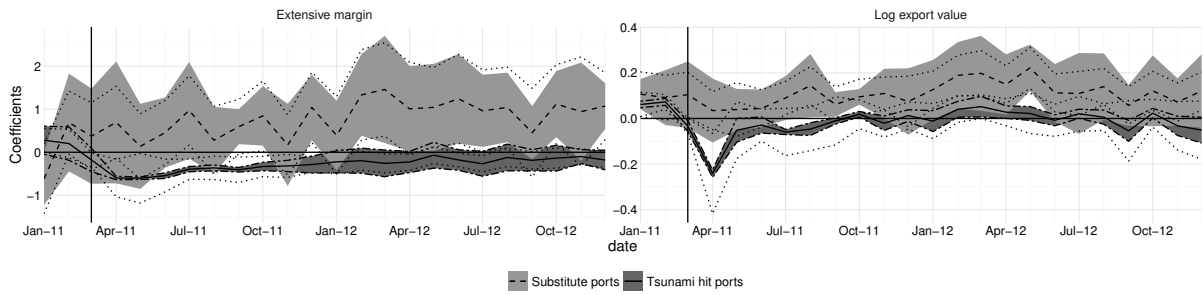 Extensive margin
Log export value
Coefficients
2
1
0
−1
0.4
0.2
0.0
−0.2
−0.4
Jan−11 Apr−11 Jul−11 Oct−11 Jan−12 Apr−12 Jul−12 Oct−12
Jan−11 Apr−11 Jul−11 Oct−11 Jan−12 Apr−12 Jul−12 Oct−12
date
Substitute ports Tsunami hit ports